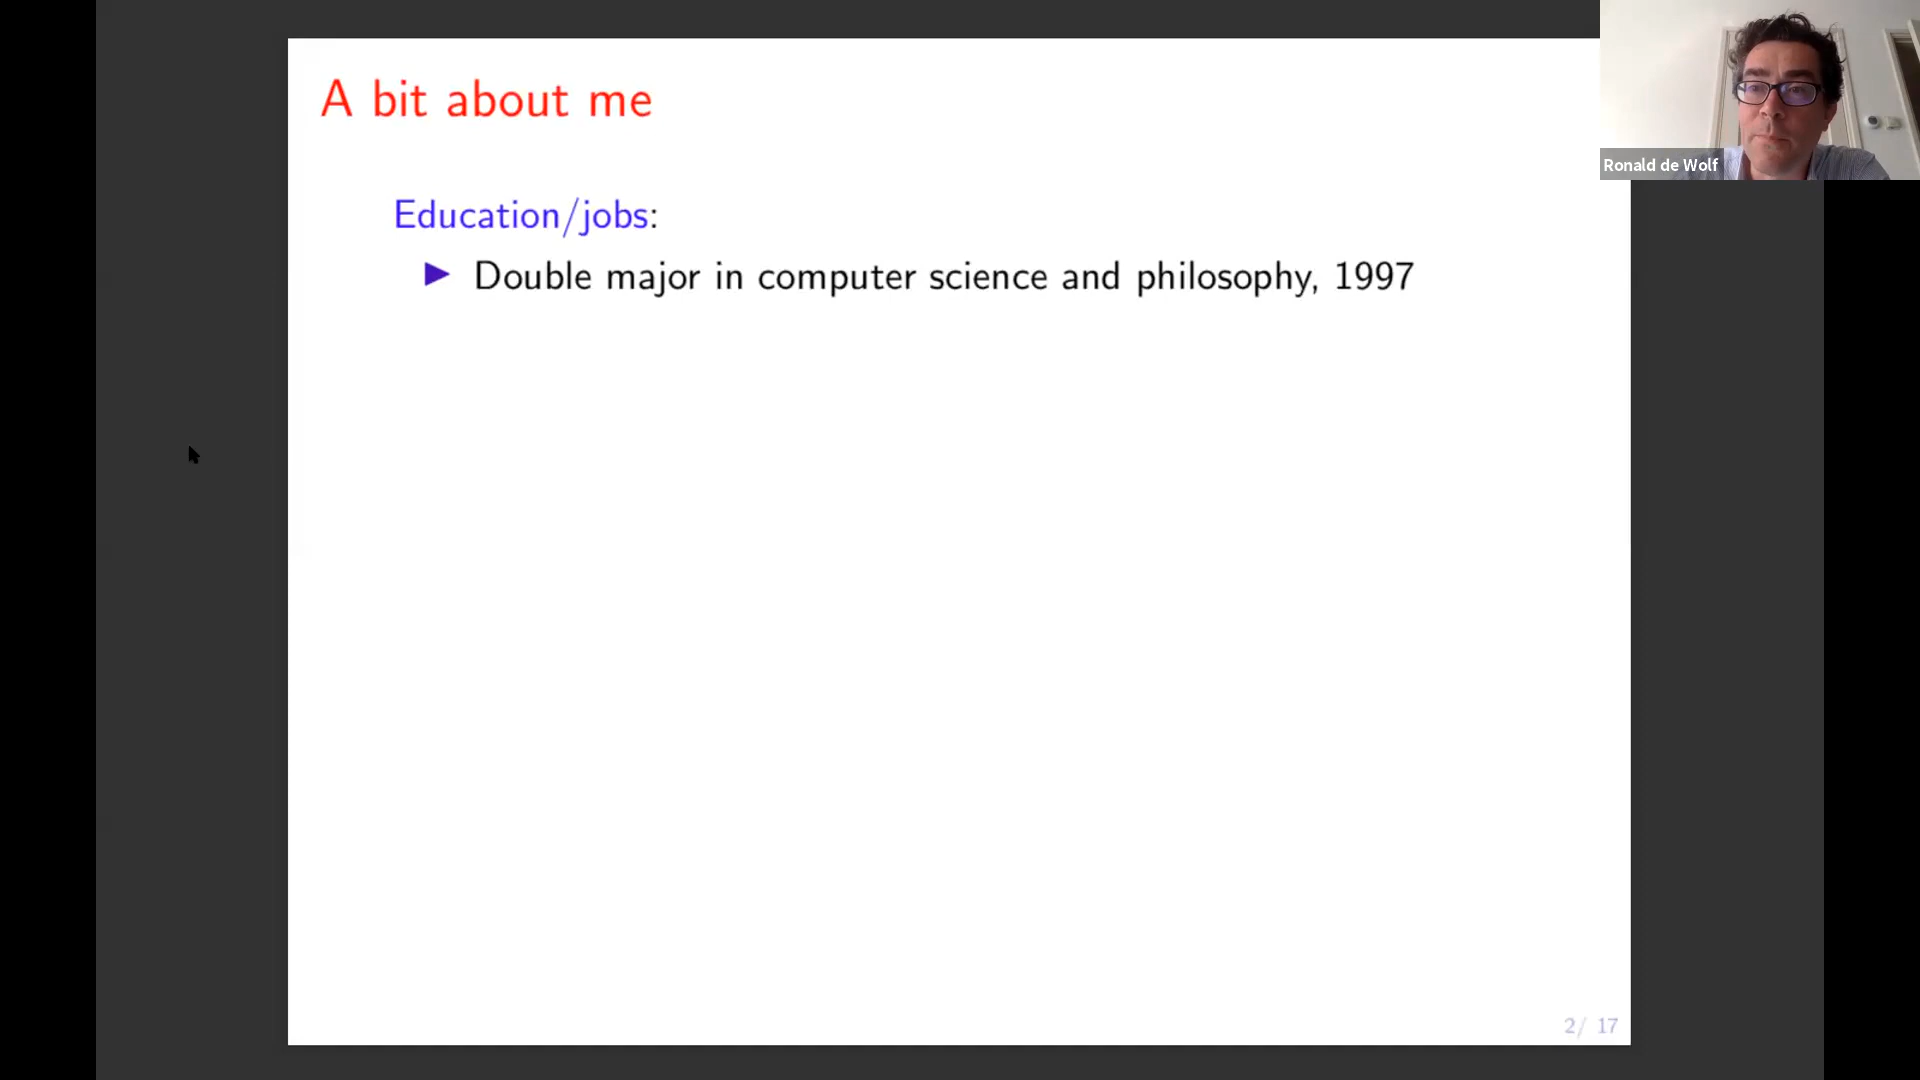 A bit about me
Ronald de Wolf
Education/jobs:
▶ Double major in computer science and philosophy, 1997
2/ 17